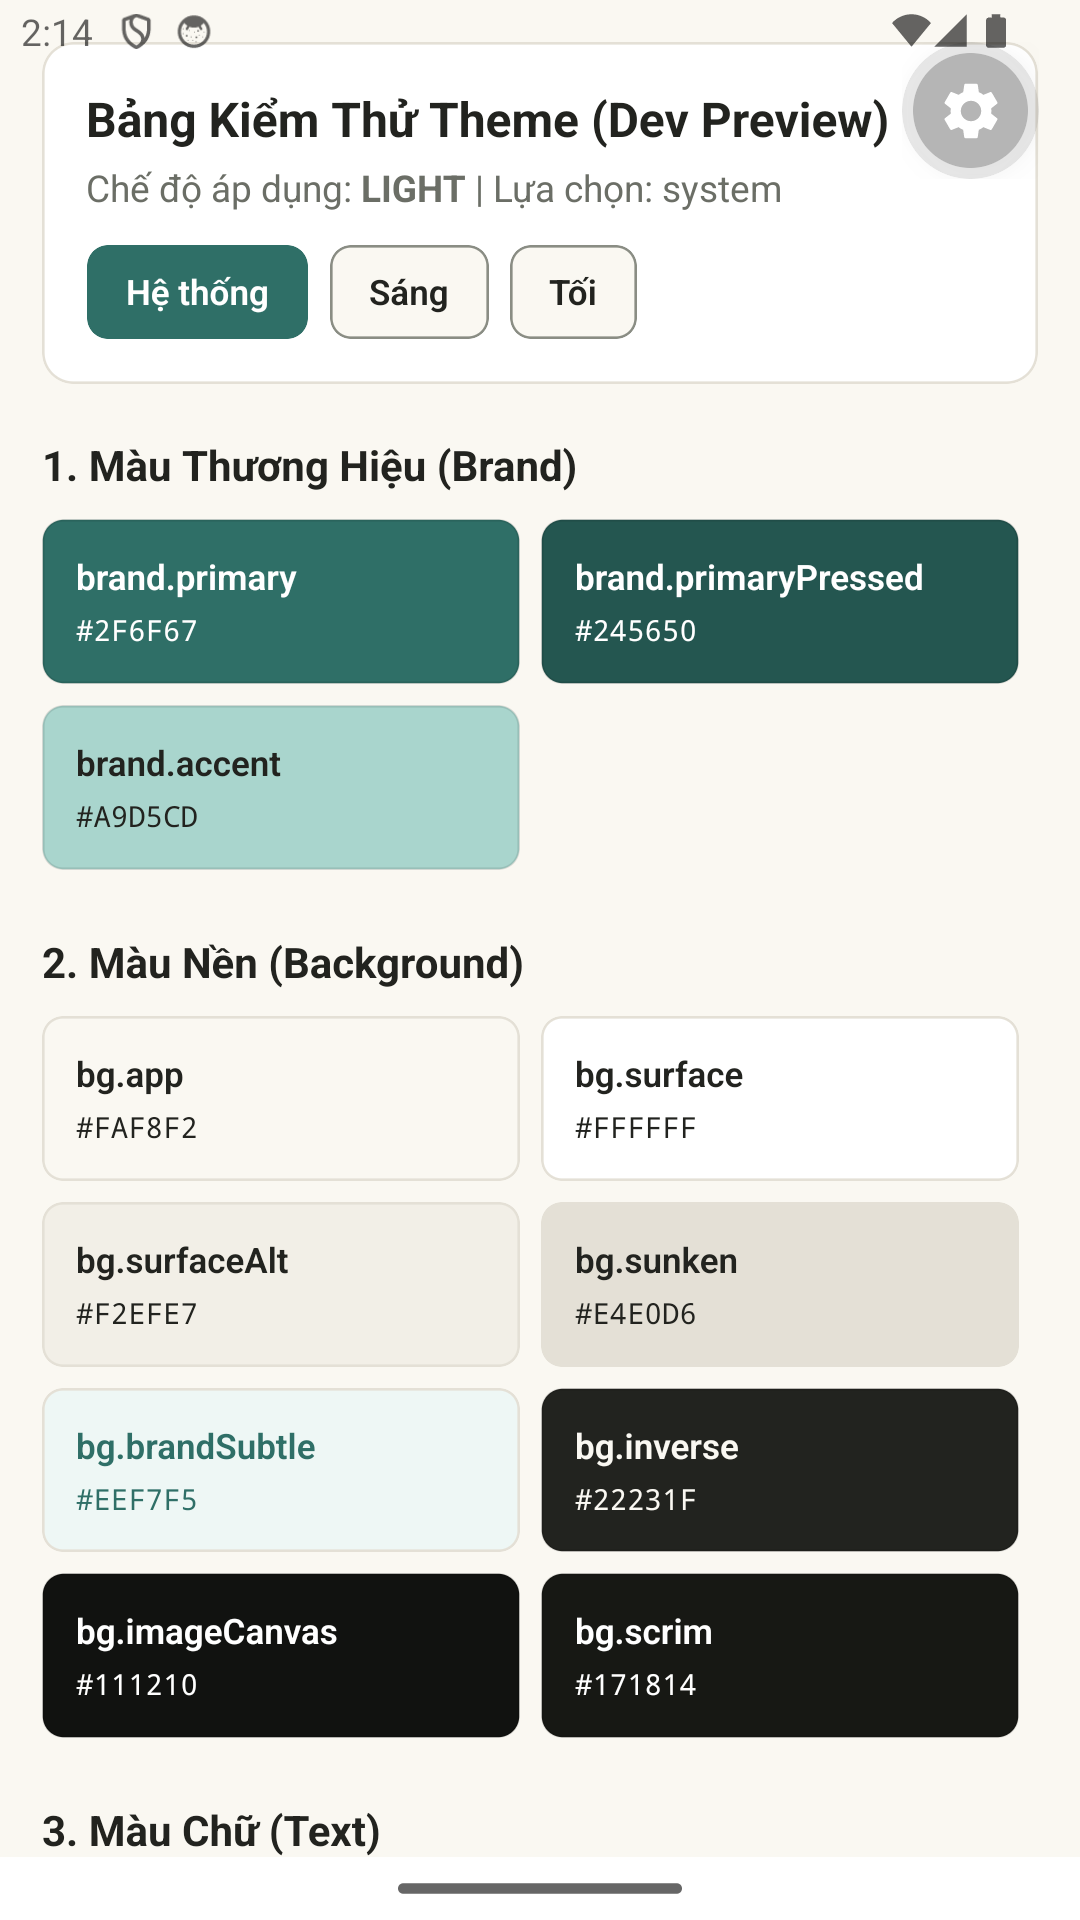 2:14
Bảng Kiểm Thử Theme (Dev Preview)
Chế độ áp dụng: LIGHT | Lựa chọn: system
Hệ thống Sáng Tối
1. Màu Thương Hiệu (Brand)
brand.primary brand.primaryPressed
#2F6F67 #245650
brand.accent
#A9D5CD
2. Màu Nền (Background)
bg.app bg.surface
#FAF8F2 #FFFFFF
bg.surfaceAlt bg.sunken
#F2EFE7 #E4E0D6
bg.brandSubtle bg.inverse
#EEF7F5 #22231F
bg.imageCanvas bg.scrim
#111210 #171814
3. Màu Chữ (Text)